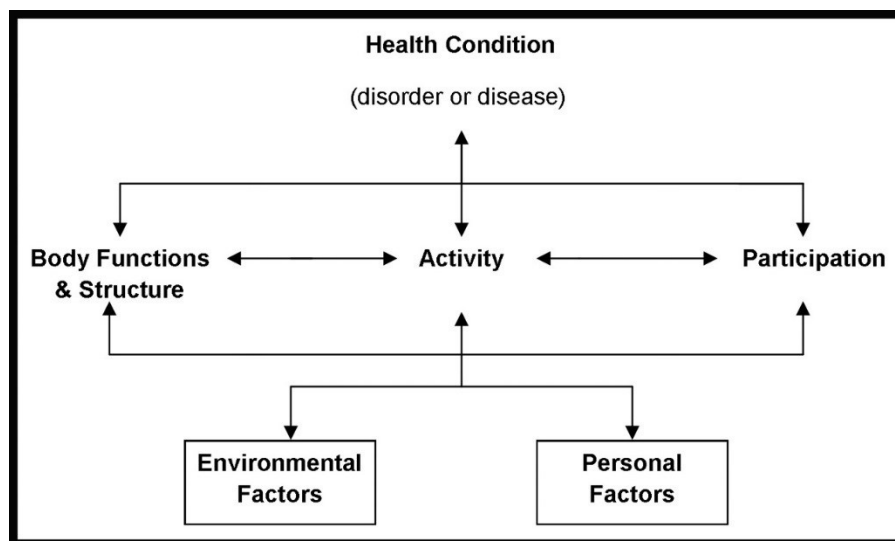 Health Condition
(disorder or disease)
Body Functions
& Structure
Activity
Participation
Environmental
Factors
Personal
Factors